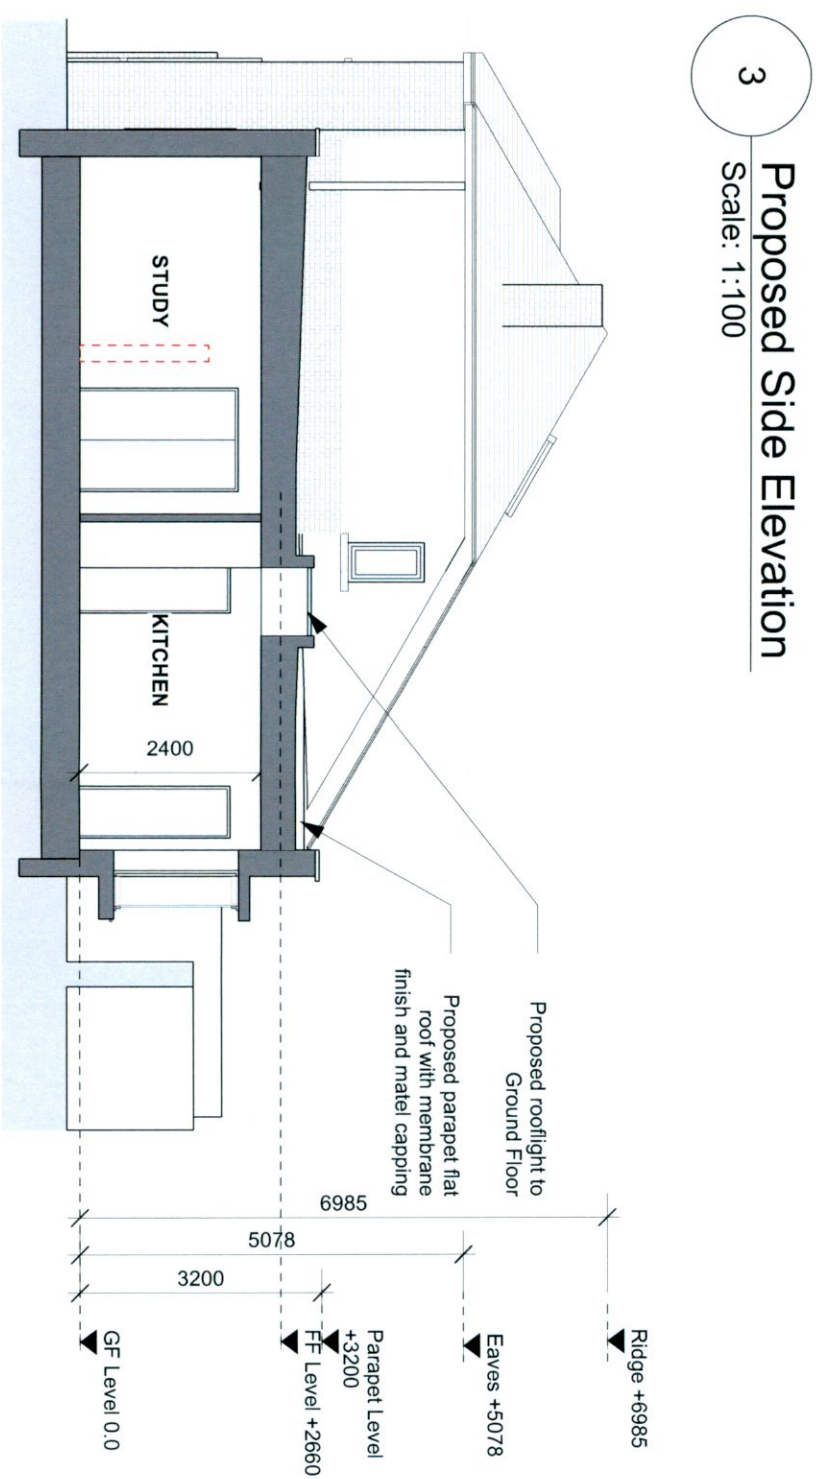 3
Proposed Side Elevation
Scale: 1:100
Ridge +6985
Eaves +5078
Parapet Level
+3200
FF Level +2660
GF Level 0.0
6985
5078
3200
Proposed rooflight to
Ground Floor
Proposed parapet flat
roof with membrane
finish and matel capping
STUDY
KITCHEN
2400